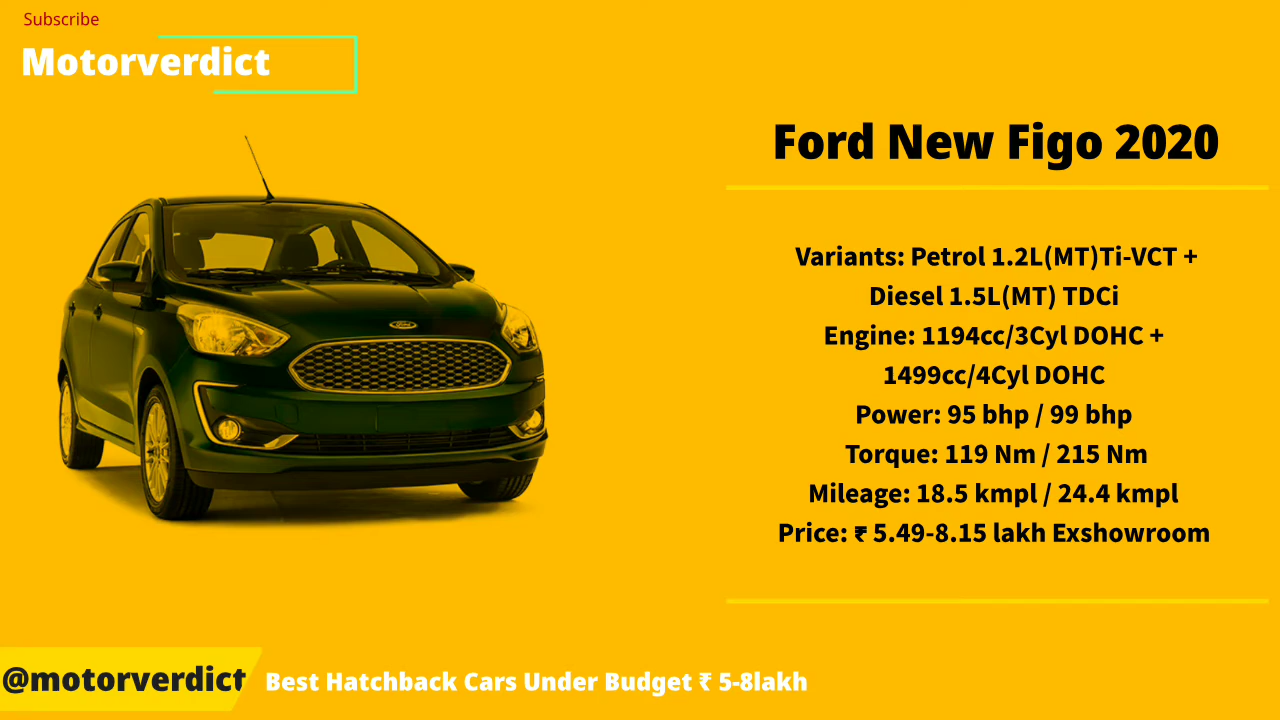 Subscribe
Motorverdict
Ford New Figo 2020
Variants: Petrol 1.2L(MT)Ti-VCT +
Diesel 1.5L(MT) TDCi
Engine: 1194cc/3Cyl DOHC +
1499cc/4Cyl DOHC
Power: 95 bhp / 99 bhp
Torque: 119 Nm / 215 Nm
Mileage: 18.5 kmpl / 24.4 kmpl
Price: ₹ 5.49-8.15 lakh Exshowroom
Ford
@motorverdict
Best Hatchback Cars Under Budget ₹ 5-8lakh